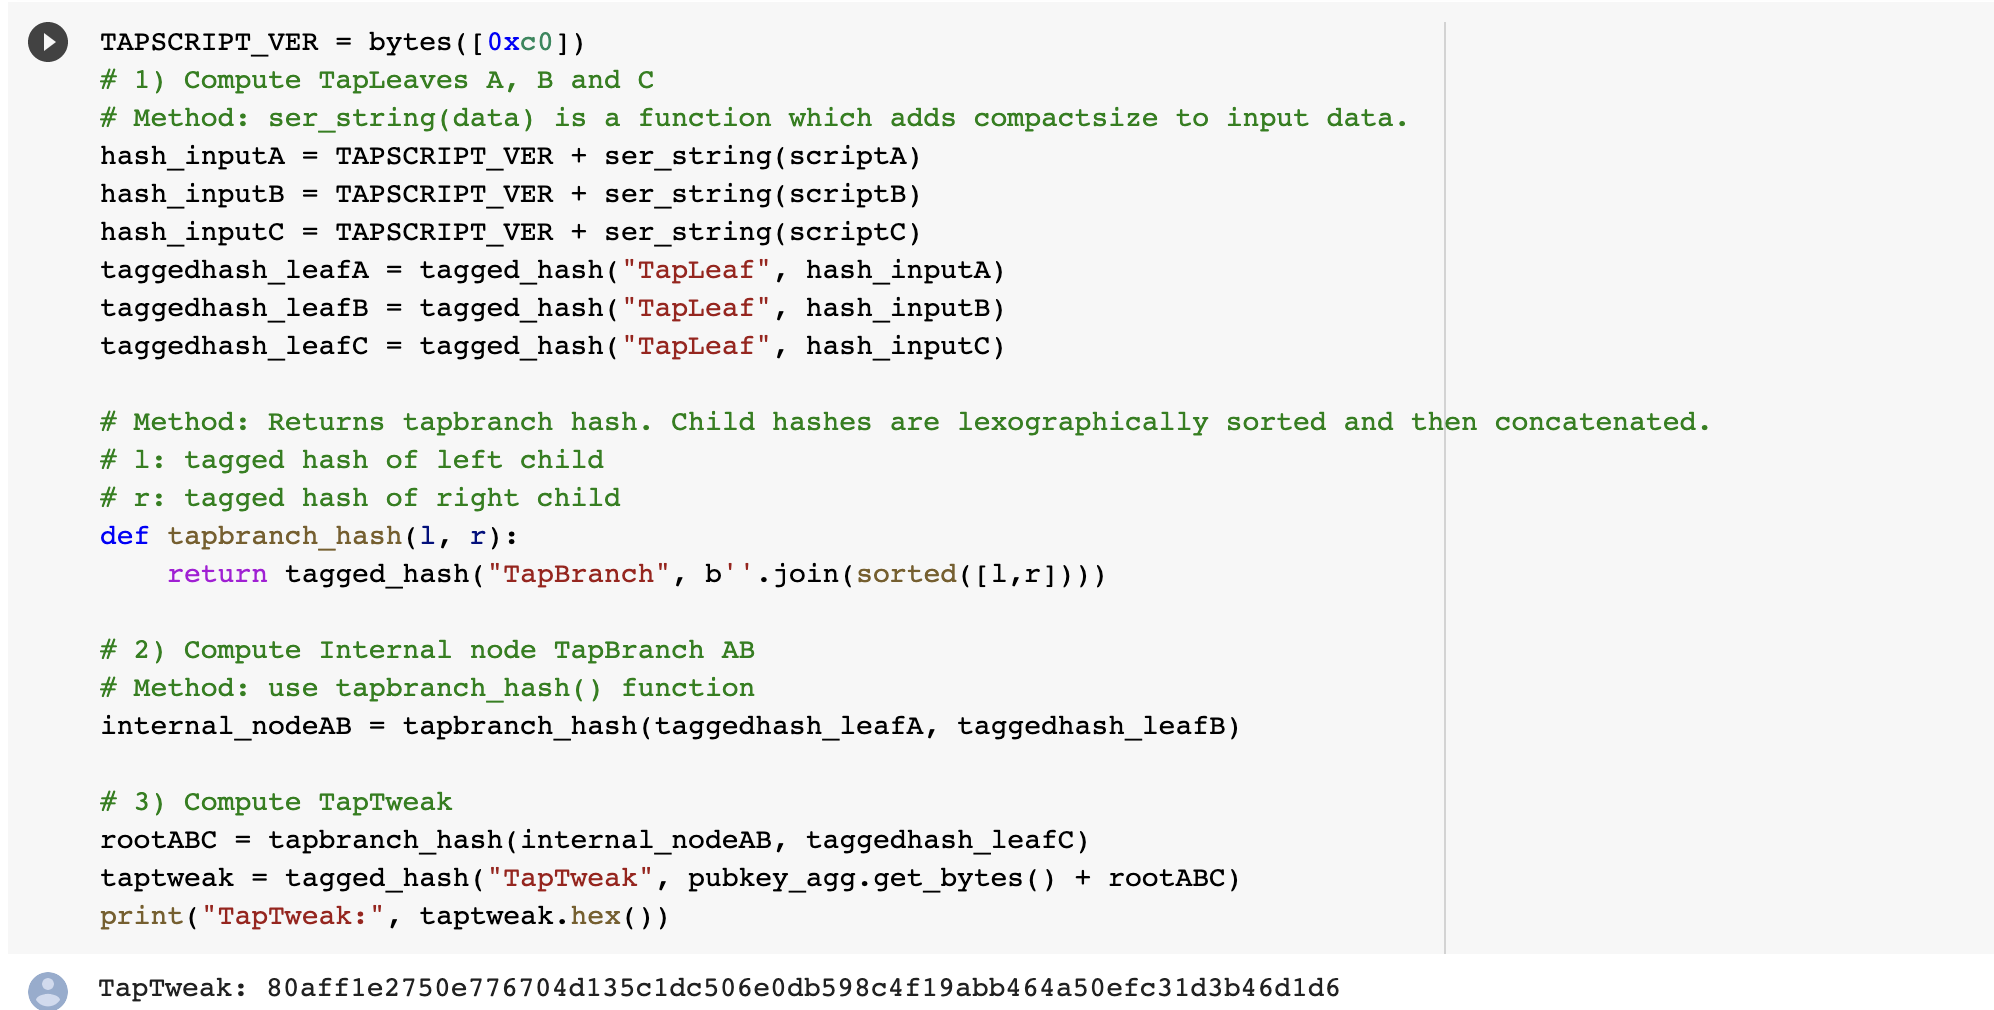 TAPSCRIPT_VER = bytes([0xc0])
# 1) Compute TapLeaves A, B and C
# Method: ser_string(data) is a function which adds compactsize to input data.
hash_inputA = TAPSCRIPT_VER + ser_string(scriptA)
hash_inputB = TAPSCRIPT_VER + ser_string(scriptB)
hash_inputC = TAPSCRIPT_VER + ser_string(scriptC)
taggedhash_leafA = tagged_hash("TapLeaf", hash_inputA)
taggedhash_leafB = tagged_hash("TapLeaf", hash_inputB)
taggedhash_leafC = tagged_hash("TapLeaf", hash_inputC)

# Method: Returns tapbranch hash. Child hashes are lexographically sorted and then concatenated.
# l: tagged hash of left child
# r: tagged hash of right child
def tapbranch_hash(l, r):
    return tagged_hash("TapBranch", b''.join(sorted([l,r])))

# 2) Compute Internal node TapBranch AB
# Method: use tapbranch_hash() function
internal_nodeAB = tapbranch_hash(taggedhash_leafA, taggedhash_leafB)

# 3) Compute TapTweak
rootABC = tapbranch_hash(internal_nodeAB, taggedhash_leafC)
taptweak = tagged_hash("TapTweak", pubkey_agg.get_bytes() + rootABC)
print("TapTweak:", taptweak.hex())
TapTweak: 80aff1e2750e776704d135c1dc506e0db598c4f19abb464a50efc31d3b46d1d6